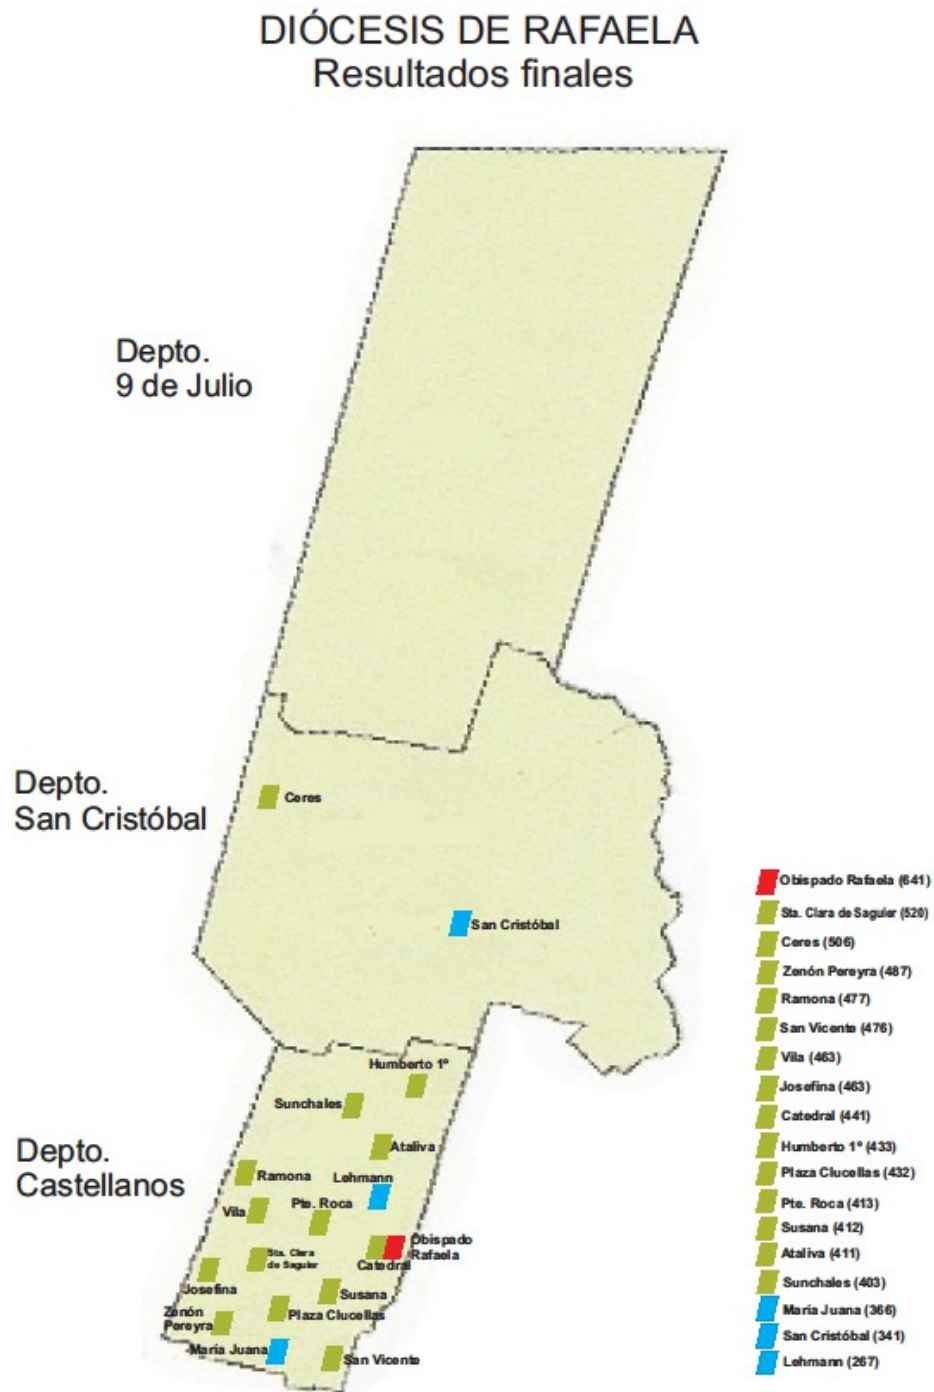 DIÓCESIS DE RAFAELA
Resultados finales
Depto.
9 de Julio
Depto.
San Cristóbal
Ceres
San Cristóbal
Depto.
Castellanos
Humberto 1º
Sunchales
Ataliva
Ramona
Lehmann
Vila
Pte. Roca
Obispado
Rafaela
Catedral
Sta. Clara
de Saguier
Josefina
Susana
Zenón
Pereyra
Plaza Clucellas
María Juana
San Vicente
Obispado Rafaela (641)
Sta. Clara de Saguier (520)
Ceres (506)
Zenón Pereyra (487)
Ramona (477)
San Vicente (476)
Vila (463)
Josefina (463)
Catedral (441)
Humberto 1º (433)
Plaza Clucellas (432)
Pte. Roca (413)
Susana (412)
Ataliva (411)
Sunchales (403)
María Juana (366)
San Cristóbal (341)
Lehmann (267)